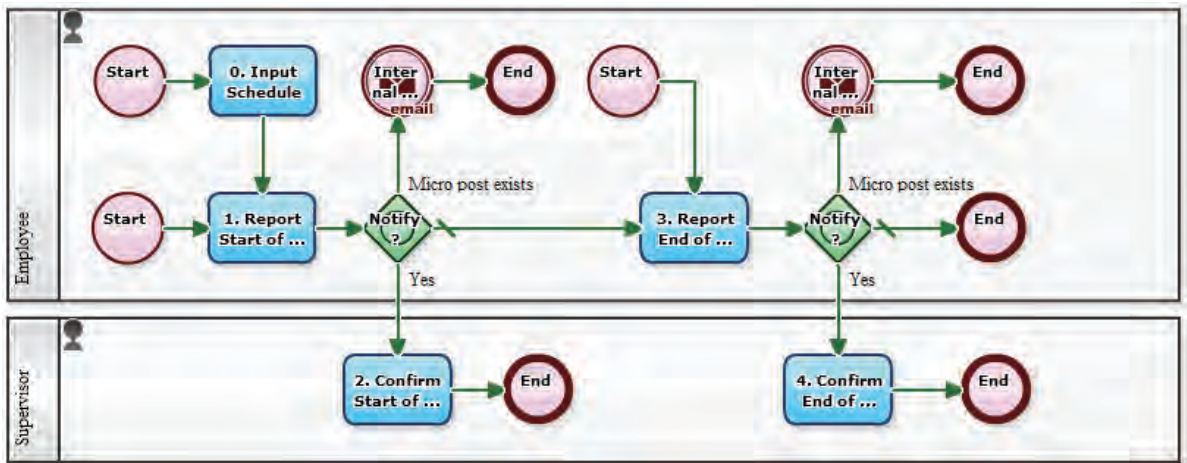 Employee
Start
0. Input
Schedule
Inter
nal ...
email
End
Start
Inter
nal ...
email
End
Micro post exists
Micro post exists
Start
1. Report
Start of ...
Notify
?
3. Report
End of ...
Notify
?
End
Yes
Yes
Supervisor
2. Confirm
Start of ...
End
4. Confirm
End of ...
End